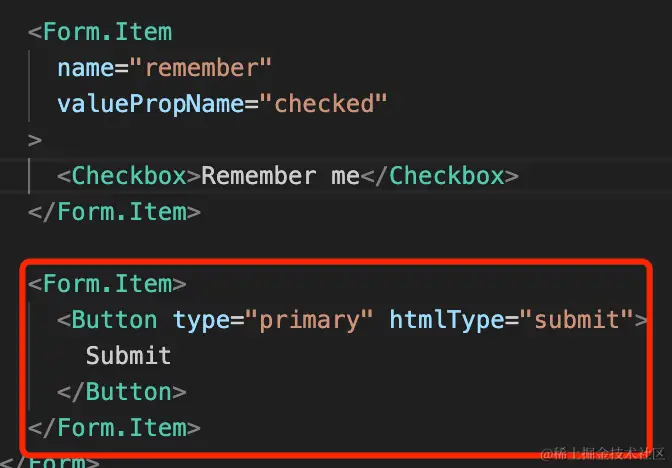 <Form.Item
name="remember"
valuePropName="checked"
>
<Checkbox>Remember me</Checkbox>
</Form.Item>
<Form.Item>
<Button type="primary" htmlType="submit">
Submit
</Button>
</Form.Item>
</Form>
@稀土掘金技术社区